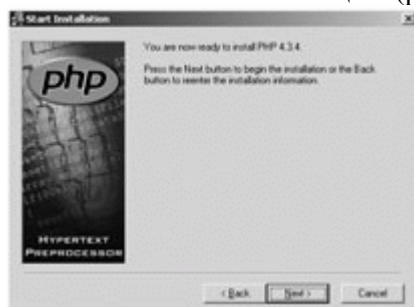 Start Installation
You are now ready to install PHP 4.3.4.
Press the Next button to begin the installation or the Back
button to reenter the installation information.
php
HYPERTEXT
PREPROCESSOR
< Back
Next >
Cancel